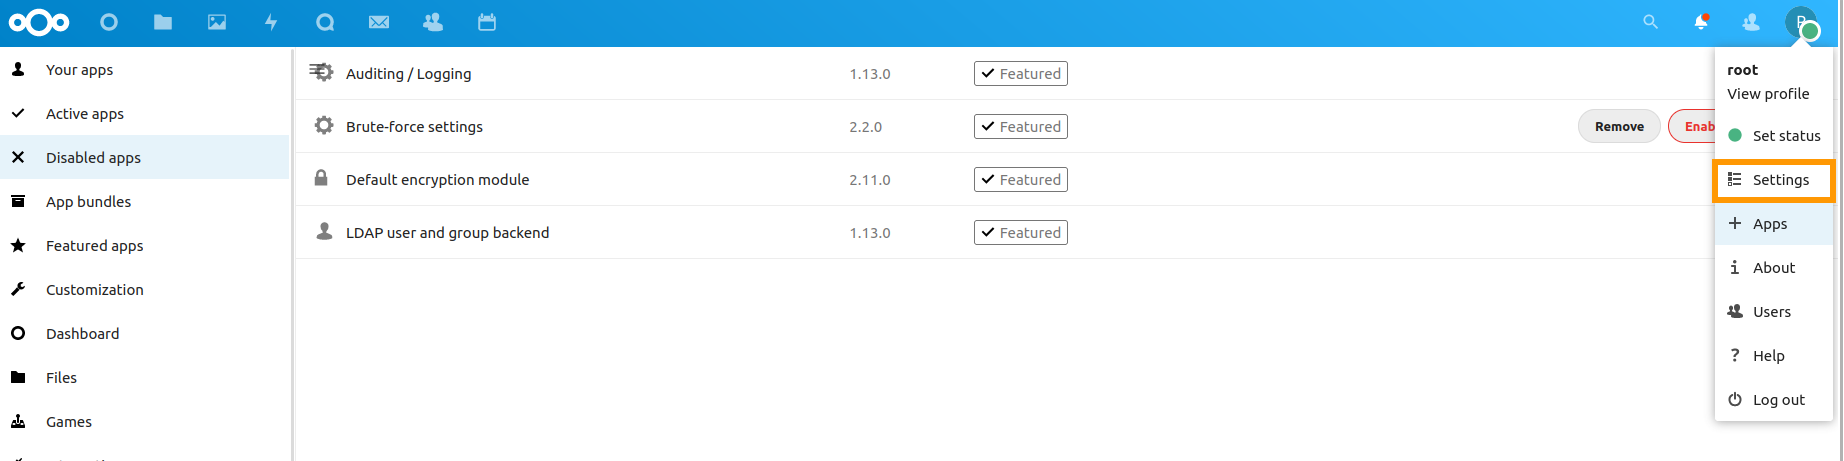 Your apps
Active apps
Disabled apps
App bundles
Featured apps
Customization
Dashboard
Files
Games
Auditing / Logging 1.13.0 Featured
Brute-force settings 2.2.0 Featured Remove Enab
Default encryption module 2.11.0 Featured
LDAP user and group backend 1.13.0 Featured
root
View profile
Set status
Settings
Apps
About
Users
Help
Log out